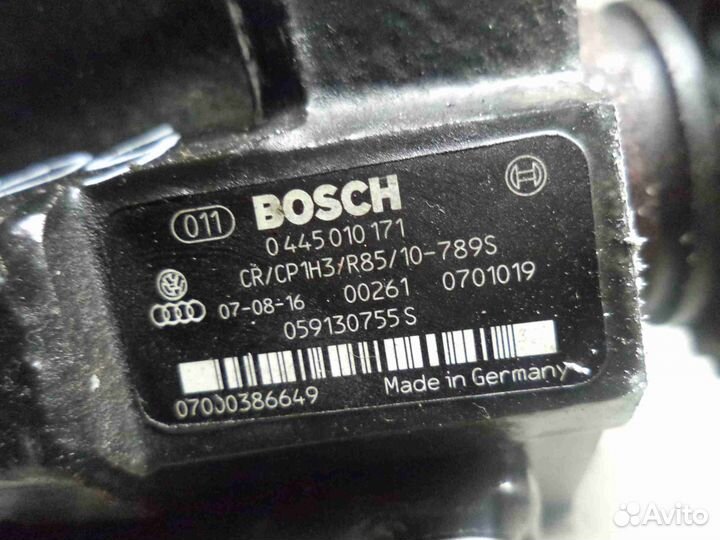 011 BOSCH
0 445 010 171
CR/CP1H3/R85/10-789S
07-08-16 00261 0701019
059130755S
07000386649 Made in Germany
Avito